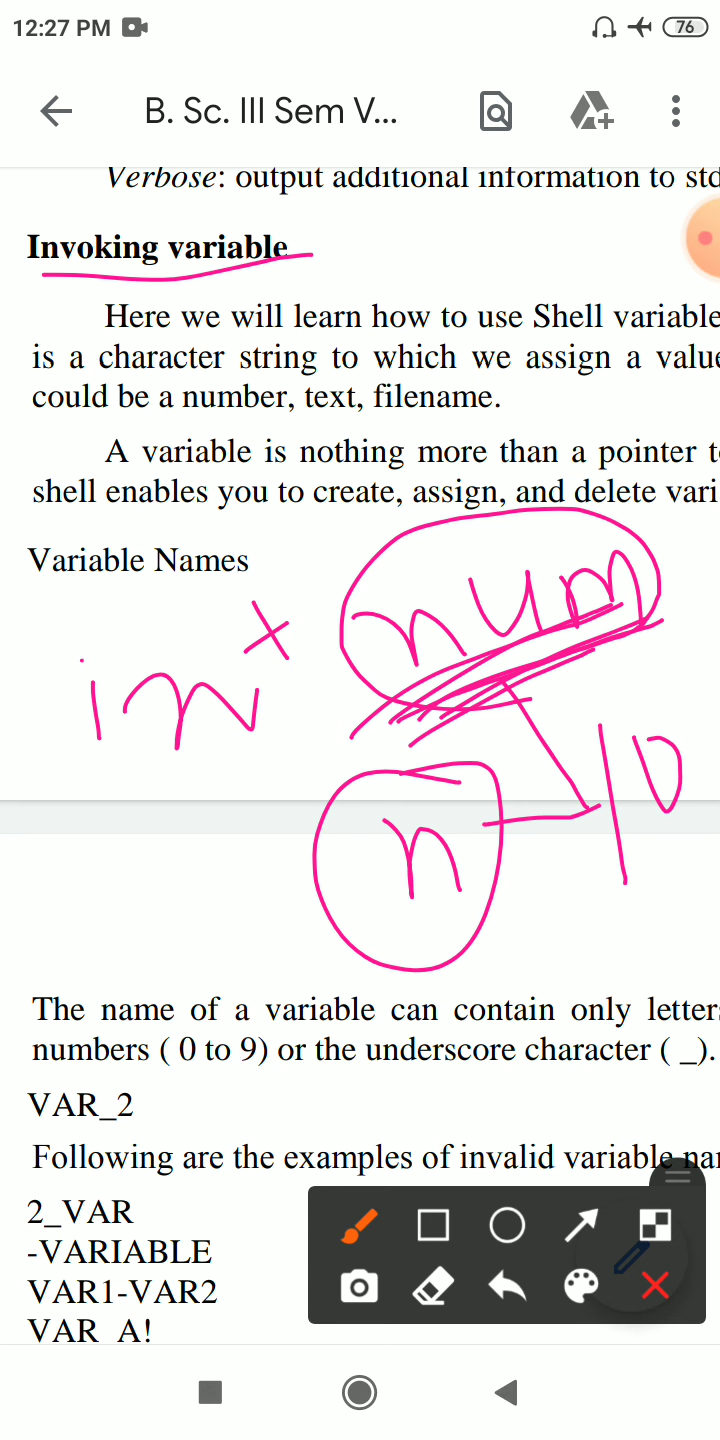 12:27 PM 76
B. Sc. III Sem V...
Verbose: output additional information to std
Invoking variable
Here we will learn how to use Shell variable
is a character string to which we assign a value
could be a number, text, filename.
A variable is nothing more than a pointer t
shell enables you to create, assign, and delete vari
Variable Names
num
10
n
The name of a variable can contain only letters
numbers ( 0 to 9) or the underscore character ( _).
VAR_2
Following are the examples of invalid variable na
2_VAR
-VARIABLE
VAR1-VAR2
VAR_A!